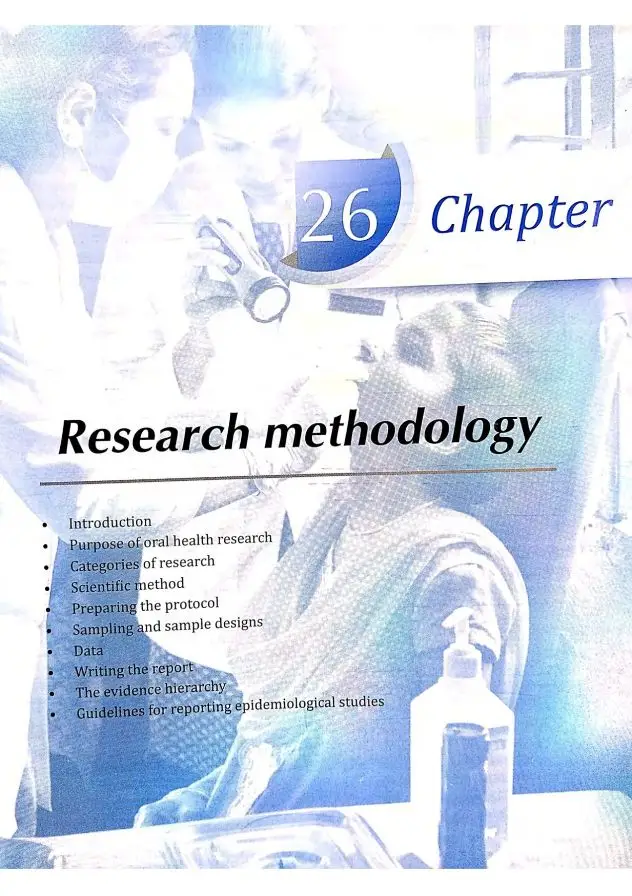 26 Chapter
Research methodology
• Introduction
• Purpose of oral health research
• Categories of research
• Scientific method
• Preparing the protocol
• Sampling and sample designs
• Data
• Writing the report
• The evidence hierarchy
• Guidelines for reporting epidemiological studies